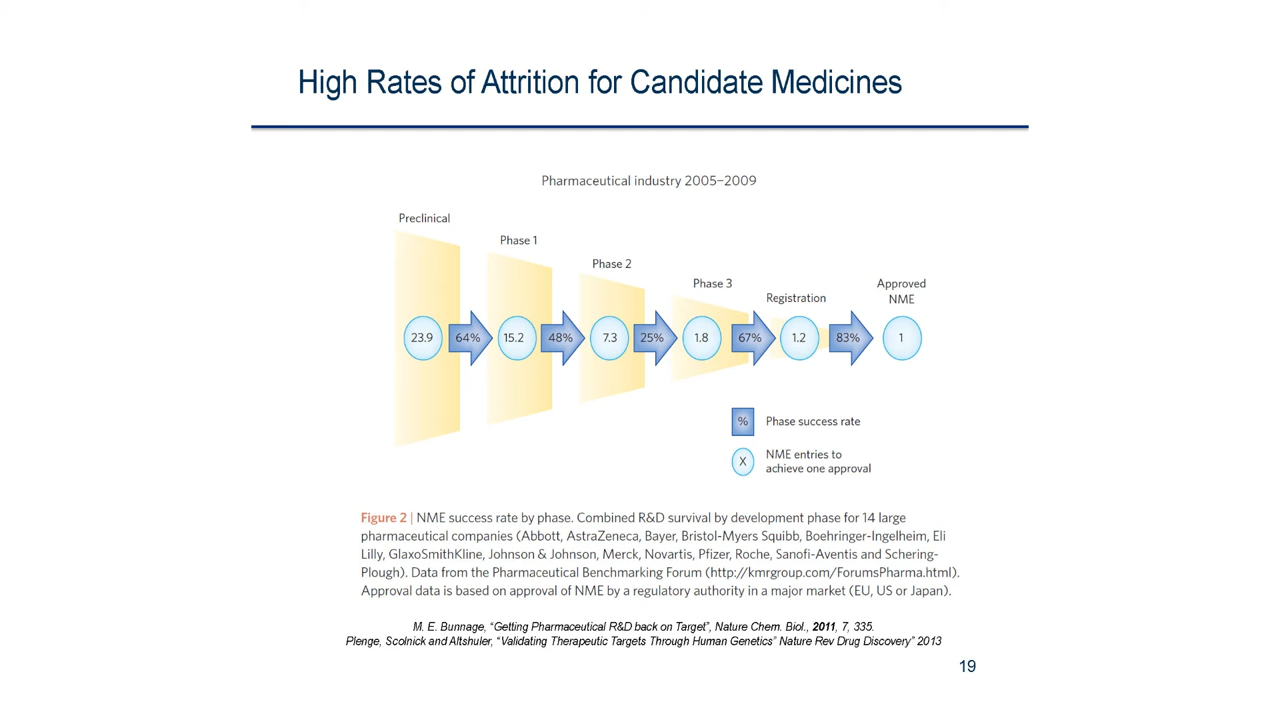 High Rates of Attrition for Candidate Medicines
Pharmaceutical industry 2005–2009
Preclinical
Phase 1
Phase 2
Phase 3
Registration
Approved
NME
23.9
64%
15.2
48%
7.3
25%
1.8
67%
1.2
83%
1
% Phase success rate
X NME entries to
achieve one approval
Figure 2 | NME success rate by phase. Combined R&D survival by development phase for 14 large
pharmaceutical companies (Abbott, AstraZeneca, Bayer, Bristol-Myers Squibb, Boehringer-Ingelheim, Eli
Lilly, GlaxoSmithKline, Johnson & Johnson, Merck, Novartis, Pfizer, Roche, Sanofi-Aventis and Schering-
Plough). Data from the Pharmaceutical Benchmarking Forum (http://kmrgroup.com/ForumsPharma.html).
Approval data is based on approval of NME by a regulatory authority in a major market (EU, US or Japan).
M. E. Bunnage, “Getting Pharmaceutical R&D back on Target”, Nature Chem. Biol., 2011, 7, 335.
Plenge, Scolnick and Altshuler, “Validating Therapeutic Targets Through Human Genetics” Nature Rev Drug Discovery” 2013
19